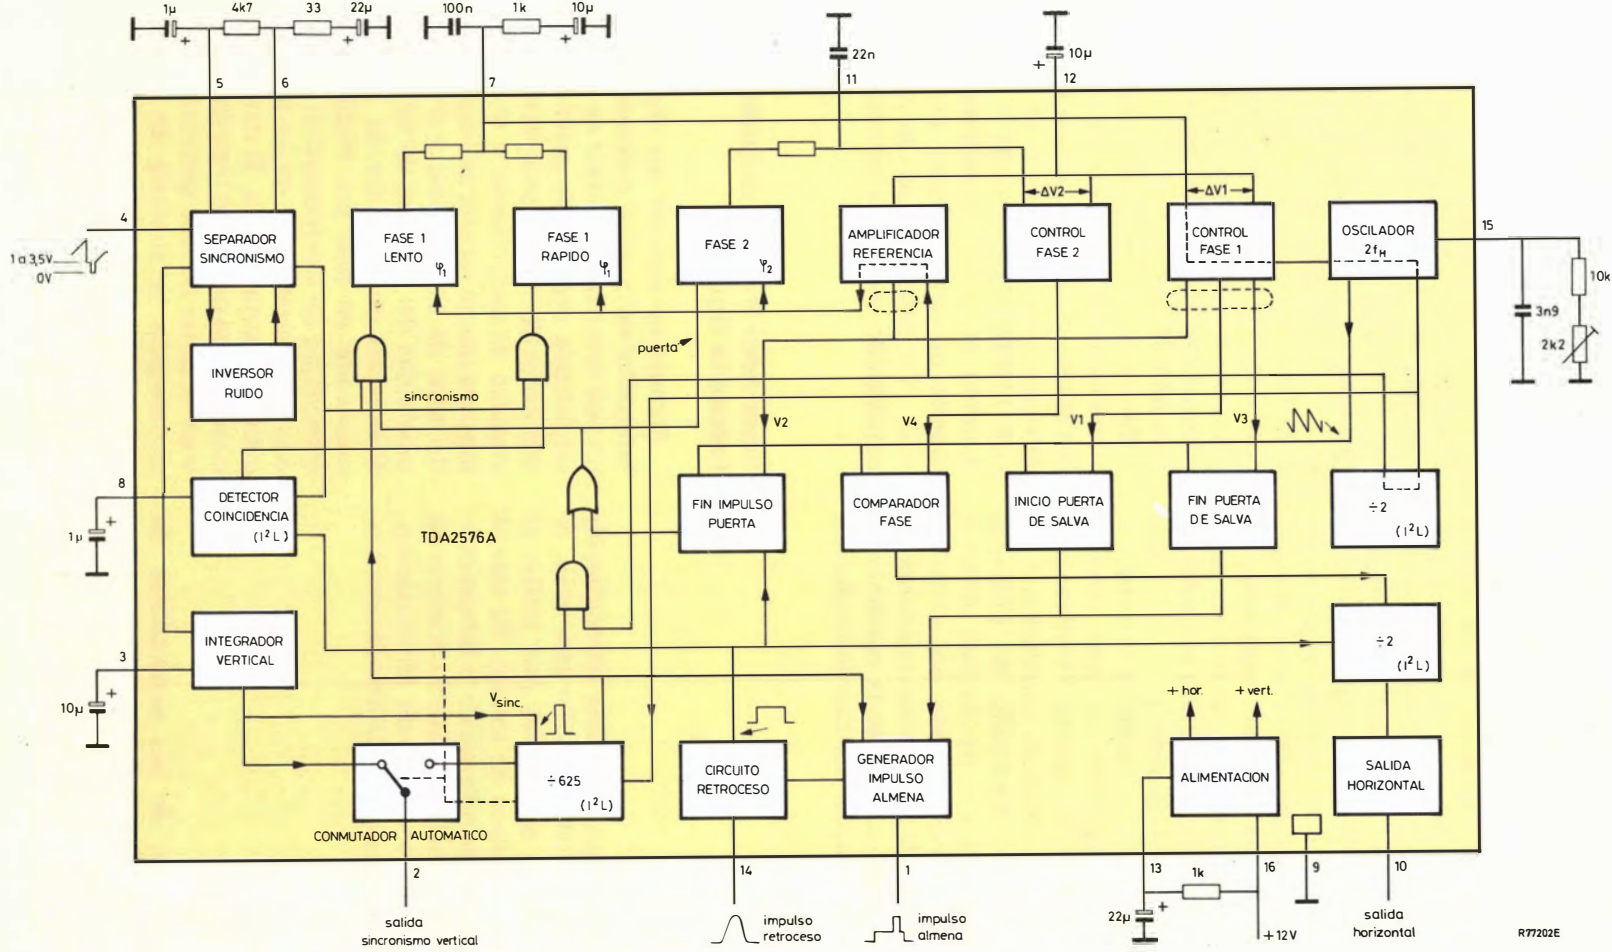 1µ
4k7
33
22µ
100n
1k
10µ
+
+
+
22n
10µ
+
5
6
7
11
12
ΔV2
ΔV1
4
1 a 3,5V
0V
SEPARADOR
SINCRONISMO
FASE 1
LENTO
φ1
FASE 1
RAPIDO
φ1
FASE 2
φ2
AMPLIFICADOR
REFERENCIA
CONTROL
FASE 2
CONTROL
FASE 1
OSCILADOR
2fH
15
10k
3n9
2k2
INVERSOR
RUIDO
puerta
sincronismo
V2
V4
V1
V3
8
+
1µ
DETECTOR
COINCIDENCIA
(I²L)
TDA2576A
FIN IMPULSO
PUERTA
COMPARADOR
FASE
INICIO PUERTA
DE SALVA
FIN PUERTA
DE SALVA
÷2
(I²L)
3
+
10µ
INTEGRADOR
VERTICAL
÷2
(I²L)
Vsinc.
+ hor.
+ vert.
÷625
(I²L)
CIRCUITO
RETROCESO
GENERADOR
IMPULSO
ALMENA
ALIMENTACION
SALIDA
HORIZONTAL
CONMUTADOR AUTOMATICO
2
14
1
13
16
9
10
1k
22µ
+
+12V
salida
sincronismo vertical
impulso
retroceso
impulso
almena
salida
horizontal
R77202E